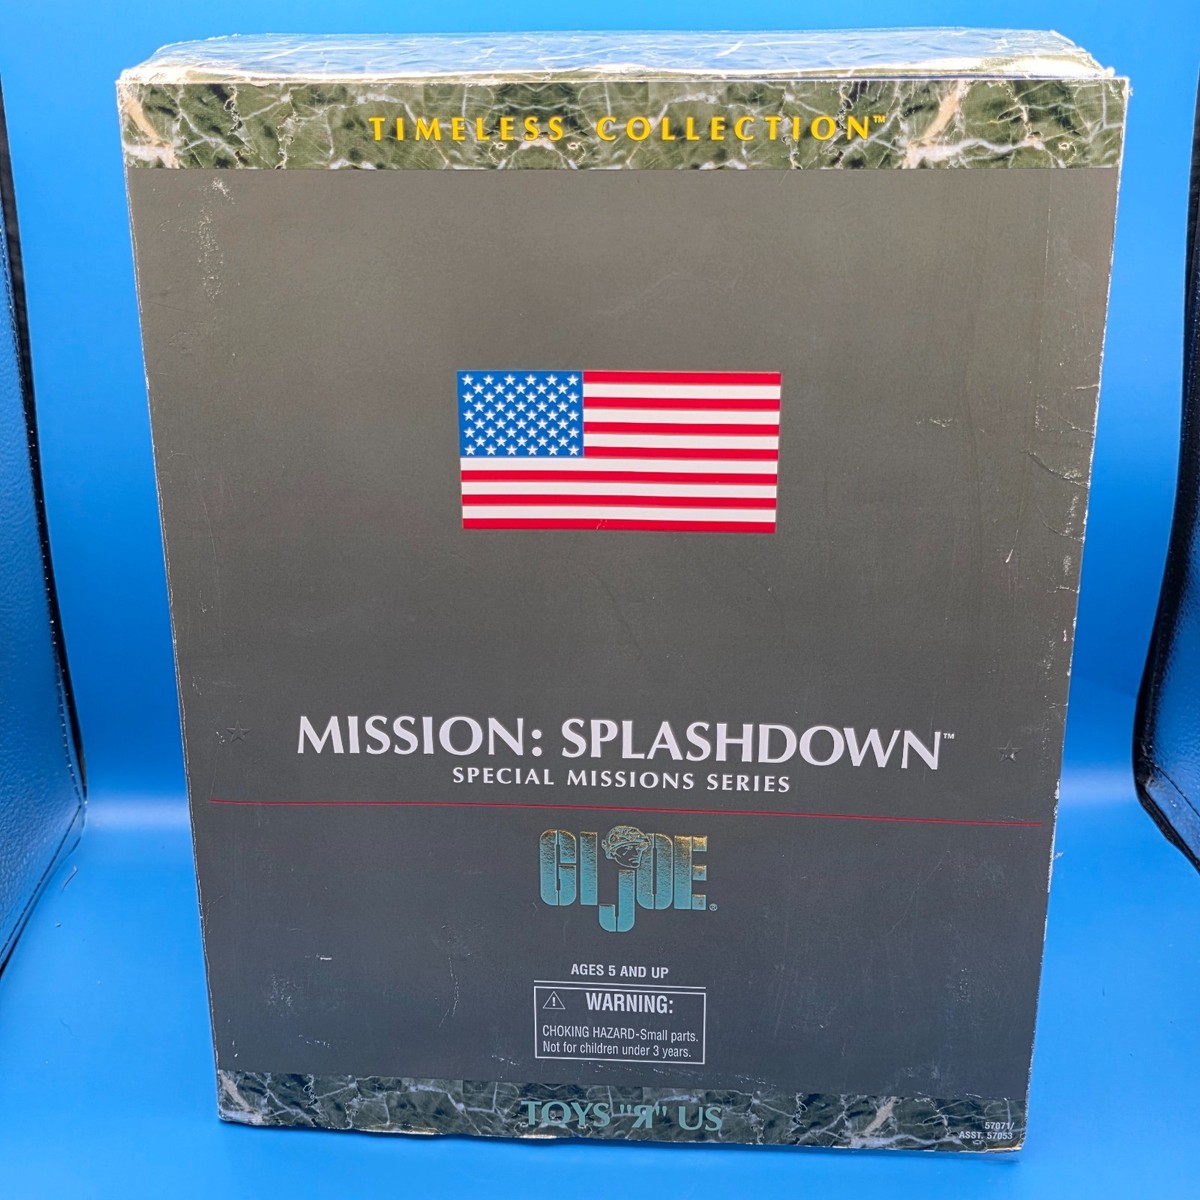 TIMELESS COLLECTION™
MISSION: SPLASHDOWN™
SPECIAL MISSIONS SERIES
GI JOE®
AGES 5 AND UP
⚠ WARNING:
CHOKING HAZARD-Small parts.
Not for children under 3 years.
TOYS "Я" US
57071/
ASST. 57053